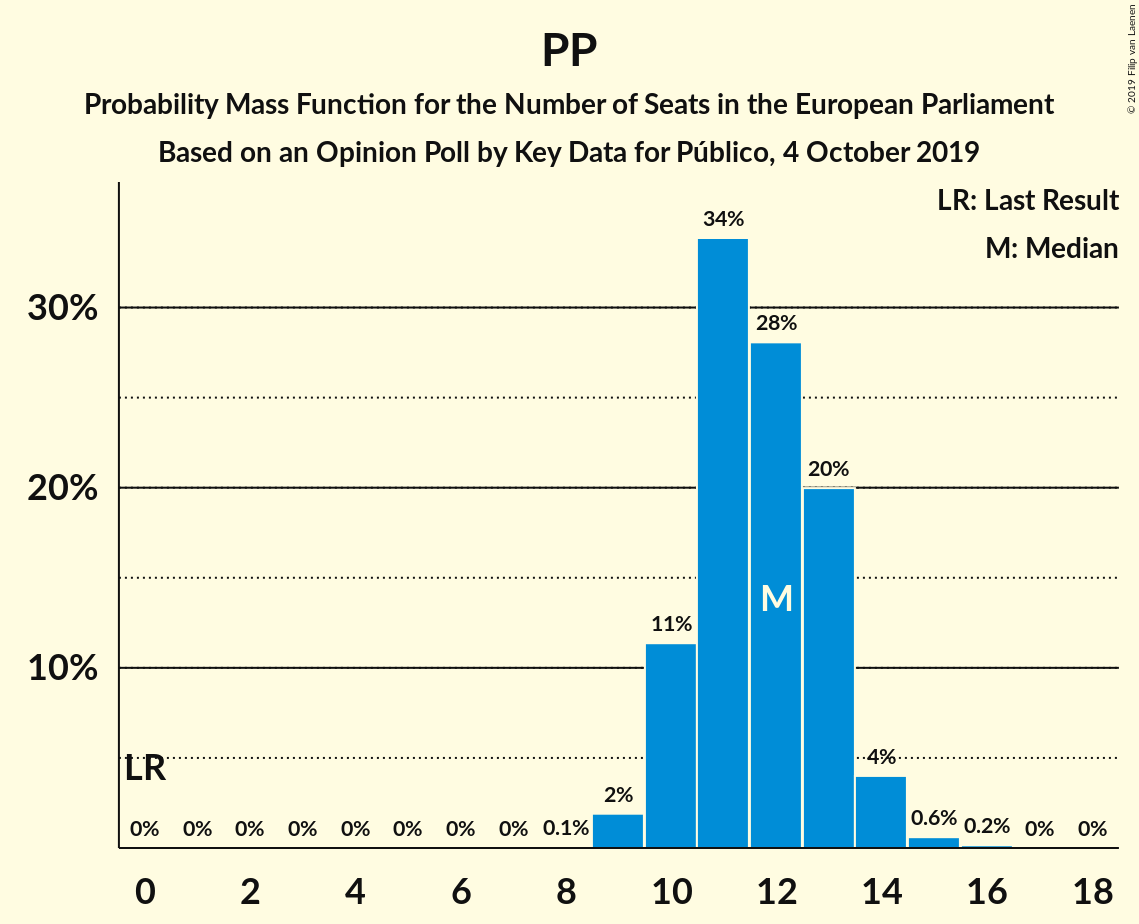 PP
Probability Mass Function for the Number of Seats in the European Parliament
Based on an Opinion Poll by Key Data for Público, 4 October 2019
© 2019 Filip van Laenen
LR: Last Result
M: Median
34%
30%
28%
20%
20%
M
11%
10%
LR
4%
2%
0% 0% 0% 0% 0% 0% 0% 0% 0.1% 0.6% 0.2% 0% 0%
0 2 4 6 8 10 12 14 16 18